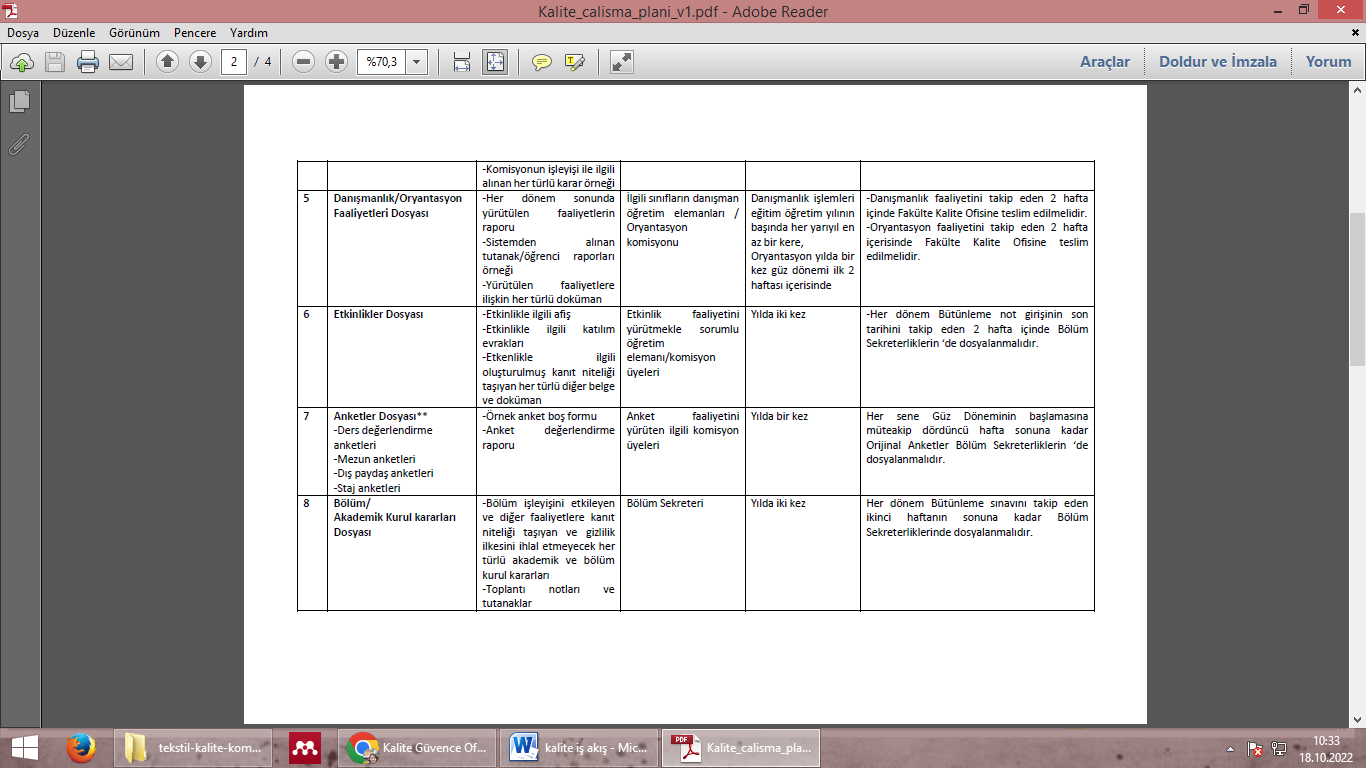 Kalite_calisma_plani_v1.pdf - Adobe Reader
Dosya Düzenle Görünüm Pencere Yardım
2 / 4 %70,3 Araçlar Doldur ve İmzala Yorum
-Komisyonun işleyişi ile ilgili
alınan her türlü karar örneği
5
Danışmanlık/Oryantasyon
Faaliyetleri Dosyası
-Her dönem sonunda
yürütülen faaliyetlerin
raporu
-Sistemden alınan
tutanak/öğrenci raporları
örneği
-Yürütülen faaliyetlere
ilişkin her türlü doküman
İlgili sınıfların danışman
öğretim elemanları /
Oryantasyon
komisyonu
Danışmanlık işlemleri
eğitim öğretim yılının
başında her yarıyıl en
az bir kere,
Oryantasyon yılda bir
kez güz dönemi ilk 2
haftası içerisinde
-Danışmanlık faaliyetini takip eden 2 hafta
içinde Fakülte Kalite Ofisine teslim edilmelidir.
-Oryantasyon faaliyetini takip eden 2 hafta
içerisinde Fakülte Kalite Ofisine teslim
edilmelidir.
6
Etkinlikler Dosyası
-Etkinlikle ilgili afiş
-Etkinlikle ilgili katılım
evrakları
-Etkenlikle ilgili
oluşturulmuş kanıt niteliği
taşıyan her türlü diğer belge
ve doküman
Etkinlik faaliyetini
yürütmekle sorumlu
öğretim
elemanı/komisyon
üyeleri
Yılda iki kez
-Her dönem Bütünleme not girişinin son
tarihini takip eden 2 hafta içinde Bölüm
Sekreterliklerin ‘de dosyalanmalıdır.
7
Anketler Dosyası**
-Ders değerlendirme
anketleri
-Mezun anketleri
-Dış paydaş anketleri
-Staj anketleri
-Örnek anket boş formu
-Anket değerlendirme
raporu
Anket faaliyetini
yürüten ilgili komisyon
üyeleri
Yılda bir kez
Her sene Güz Döneminin başlamasına
müteakip dördüncü hafta sonuna kadar
Orijinal Anketler Bölüm Sekreterliklerin ‘de
dosyalanmalıdır.
8
Bölüm/
Akademik Kurul kararları
Dosyası
-Bölüm işleyişini etkileyen
ve diğer faaliyetlere kanıt
niteliği taşıyan ve gizlilik
ilkesini ihlal etmeyecek her
türlü akademik ve bölüm
kurul kararları
-Toplantı notları ve
tutanaklar
Bölüm Sekreteri
Yılda iki kez
Her dönem Bütünleme sınavını takip eden
ikinci haftanın sonuna kadar Bölüm
Sekreterliklerinde dosyalanmalıdır.
tekstil-kalite-kom... Kalite Güvence Of... kalite iş akış - Mic... Kalite_calisma_pla...
10:33
18.10.2022